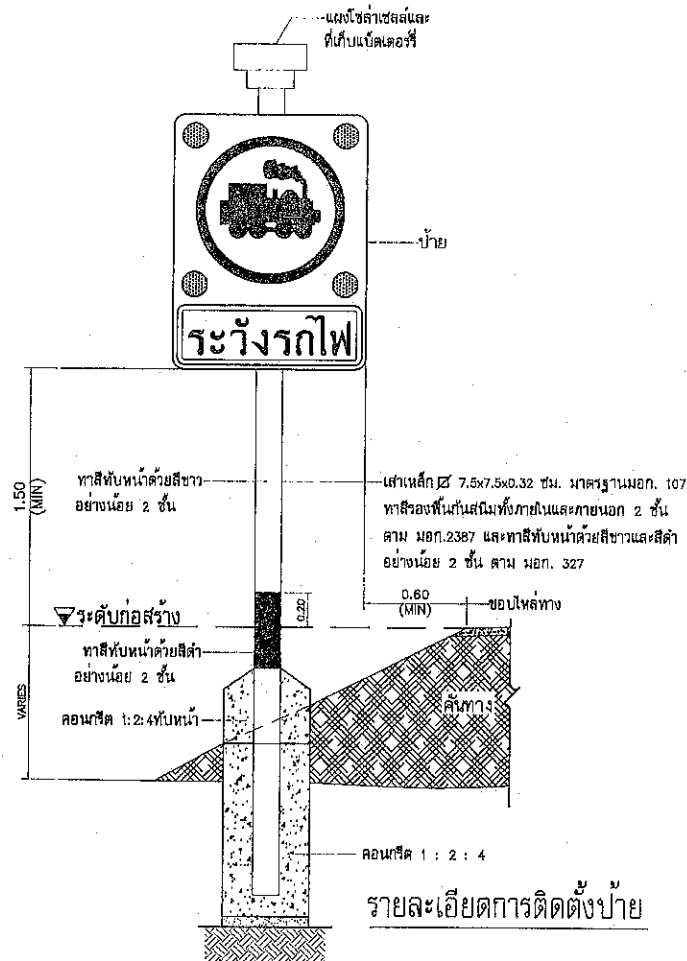 แผงโซล่าเซลล์และ
ที่เก็บแบ็ตเตอร์รี่
ป้าย
ระวังรถไฟ
1.50
(MIN)
ทาสีทับหน้าด้วยสีขาว
อย่างน้อย 2 ชั้น
เสาเหล็ก 7.5x7.5x0.32 ซม. มาตรฐานมอก. 107
ทาสีรองพื้นกันสนิมทั้งภายในและภายนอก 2 ชั้น
ตาม มอก.2387 และทาสีทับหน้าด้วยสีขาวและสีดำ
อย่างน้อย 2 ชั้น ตาม มอก. 327
0.60
(MIN)
ขอบไหล่ทาง
0.20
ระดับก่อสร้าง
ทาสีทับหน้าด้วยสีดำ
อย่างน้อย 2 ชั้น
VARIES
คอนกรีต 1:2:4ทับหน้า
คันทาง
คอนกรีต 1 : 2 : 4
รายละเอียดการติดตั้งป้าย